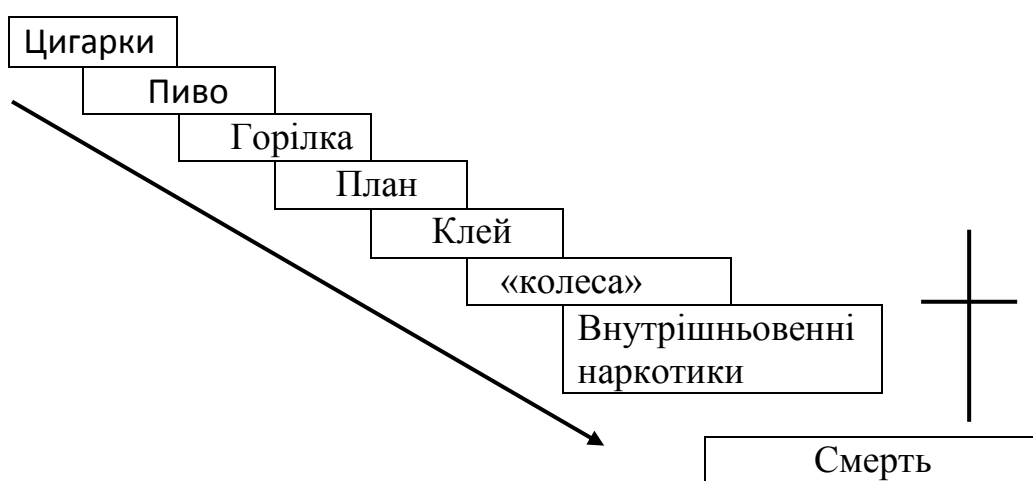 Цигарки
Пиво
Горілка
План
Клей
«колеса»
Внутрішньовенні
наркотики
Смерть